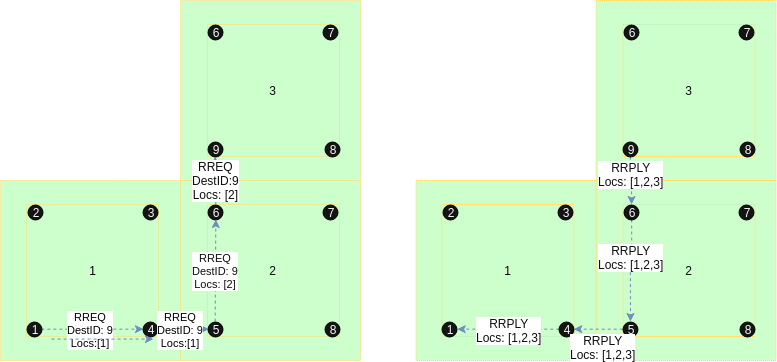 6
7
3
9
8
RREQ
DestID:9
Locs: [2]
2
3
6
7
1
RREQ
DestID: 9
Locs: [2]
2
1
RREQ
DestID: 9
Locs:[1]
4
RREQ
DestID: 9
Locs:[1]
5
8
6
7
3
9
8
RRPLY
Locs: [1,2,3]
2
3
6
7
1
RRPLY
Locs: [1,2,3]
2
1
RRPLY
Locs: [1,2,3]
4
5
8
RRPLY
Locs: [1,2,3]